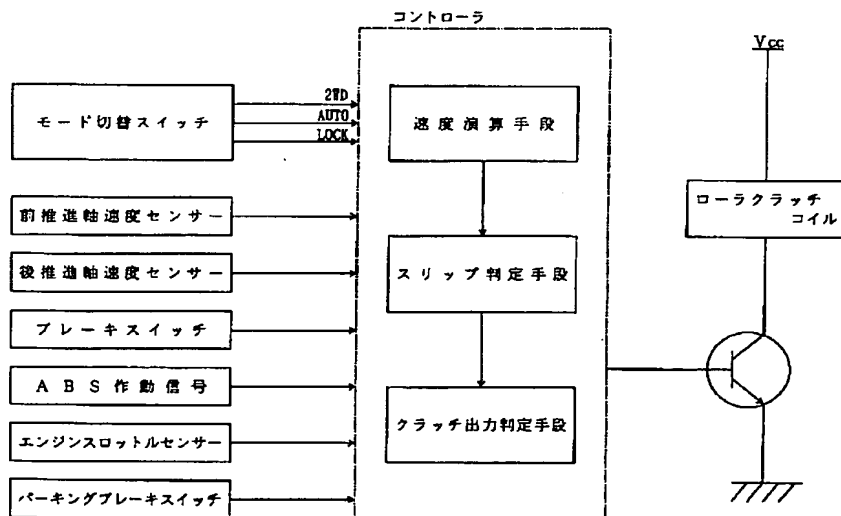 コントローラ
モード切替スイッチ
2WD
AUTO
LOCK
前推進軸速度センサー
後推進軸速度センサー
ブレーキスイッチ
ABS作動信号
エンジンスロットルセンサー
パーキングブレーキスイッチ
速度演算手段
スリップ判定手段
クラッチ出力判定手段
Vcc
ローラクラッチ
コイル